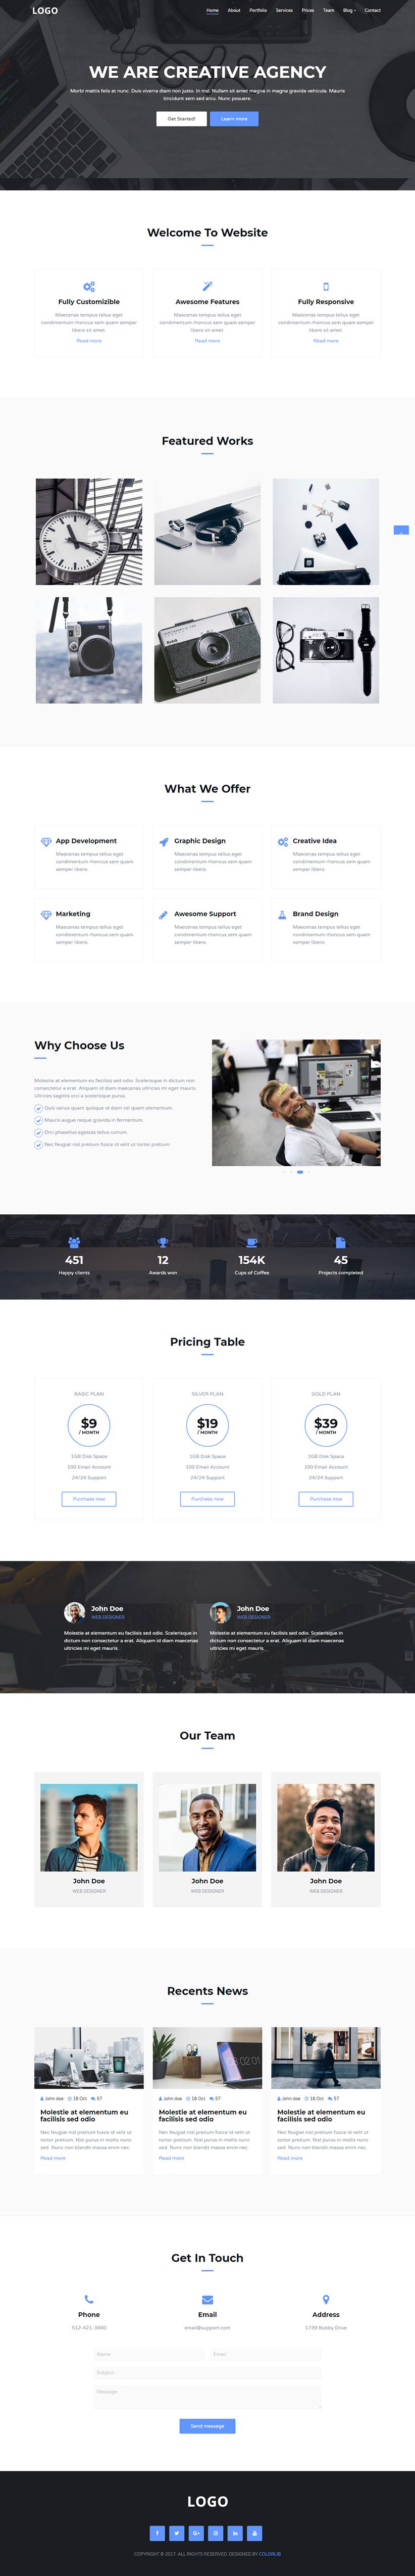 LOGO
Home About Portfolio Services Prices Team Blog Contact
WE ARE CREATIVE AGENCY
Morbi mattis felis at nunc. Duis viverra diam non justo. In nisl. Nullam sit amet magna in magna gravida vehicula. Mauris
tincidunt sem sed arcu. Nunc posuere.
Get Started! Learn more
Welcome To Website
Fully Customizible
Maecenas tempus tellus eget
condimentum rhoncus sem quam semper
libero sit amet.
Read more
Awesome Features
Maecenas tempus tellus eget
condimentum rhoncus sem quam semper
libero sit amet.
Read more
Fully Responsive
Maecenas tempus tellus eget
condimentum rhoncus sem quam semper
libero sit amet.
Read more
Featured Works
What We Offer
App Development
Maecenas tempus tellus eget
condimentum rhoncus sem quam
semper libero.
Graphic Design
Maecenas tempus tellus eget
condimentum rhoncus sem quam
semper libero.
Creative Idea
Maecenas tempus tellus eget
condimentum rhoncus sem quam
semper libero.
Marketing
Maecenas tempus tellus eget
condimentum rhoncus sem quam
semper libero.
Awesome Support
Maecenas tempus tellus eget
condimentum rhoncus sem quam
semper libero.
Brand Design
Maecenas tempus tellus eget
condimentum rhoncus sem quam
semper libero.
Why Choose Us
Molestie at elementum eu facilisis sed odio. Scelerisque in dictum non
consectetur a erat. Aliquam id diam maecenas ultricies mi eget mauris.
Ultrices sagittis orci a scelerisque purus.
Quis varius quam quisque id diam vel quam elementum.
Mauris augue neque gravida in fermentum.
Orci phasellus egestas tellus rutrum.
Nec feugiat nisl pretium fusce id velit ut tortor pretium.
451
Happy clients
12
Awards won
154K
Cups of Coffee
45
Projects completed
Pricing Table
BASIC PLAN
$9
/ MONTH
1GB Disk Space
100 Email Account
24/24 Support
Purchase now
SILVER PLAN
$19
/ MONTH
1GB Disk Space
100 Email Account
24/24 Support
Purchase now
GOLD PLAN
$39
/ MONTH
1GB Disk Space
100 Email Account
24/24 Support
Purchase now
John Doe
WEB DESIGNER
Molestie at elementum eu facilisis sed odio. Scelerisque in
dictum non consectetur a erat. Aliquam id diam maecenas
ultricies mi eget mauris.
John Doe
WEB DESIGNER
Molestie at elementum eu facilisis sed odio. Scelerisque in
dictum non consectetur a erat. Aliquam id diam maecenas
ultricies mi eget mauris.
Our Team
John Doe
WEB DESIGNER
John Doe
WEB DESIGNER
John Doe
WEB DESIGNER
Recents News
John doe 18 Oct 57
Molestie at elementum eu
facilisis sed odio
Nec feugiat nisl pretium fusce id velit ut
tortor pretium. Nisl purus in mollis nunc
sed. Nunc non blandit massa enim nec.
Read more
John doe 18 Oct 57
Molestie at elementum eu
facilisis sed odio
Nec feugiat nisl pretium fusce id velit ut
tortor pretium. Nisl purus in mollis nunc
sed. Nunc non blandit massa enim nec.
Read more
John doe 18 Oct 57
Molestie at elementum eu
facilisis sed odio
Nec feugiat nisl pretium fusce id velit ut
tortor pretium. Nisl purus in mollis nunc
sed. Nunc non blandit massa enim nec.
Read more
Get In Touch
Phone
512-421-3940
Email
email@support.com
Address
1739 Bubby Drive
Name Email
Subject
Message
Send message
LOGO
COPYRIGHT © 2017. ALL RIGHTS RESERVED. DESIGNED BY COLORLIB